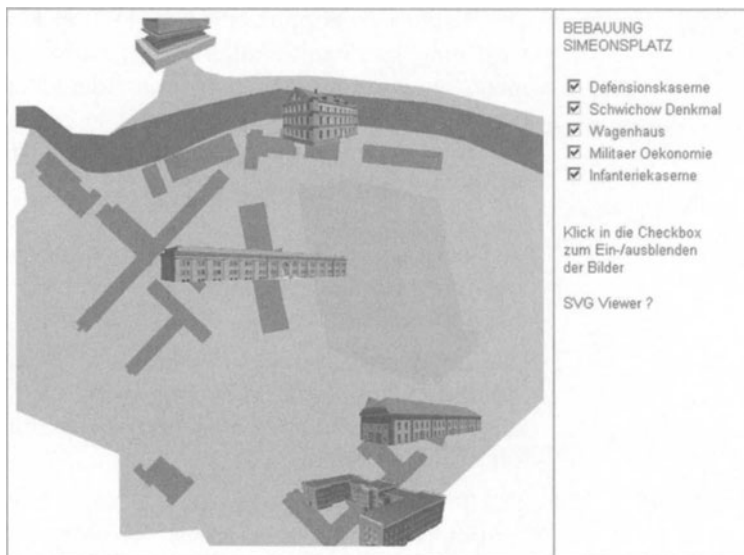 BEBAUUNG
SIMEONSPLATZ
Defensionskaserne
Schwichow Denkmal
Wagenhaus
Militaer Oekonomie
Infanteriekaserne
Klick in die Checkbox
zum Ein-/ausblenden
der Bilder
SVG Viewer ?